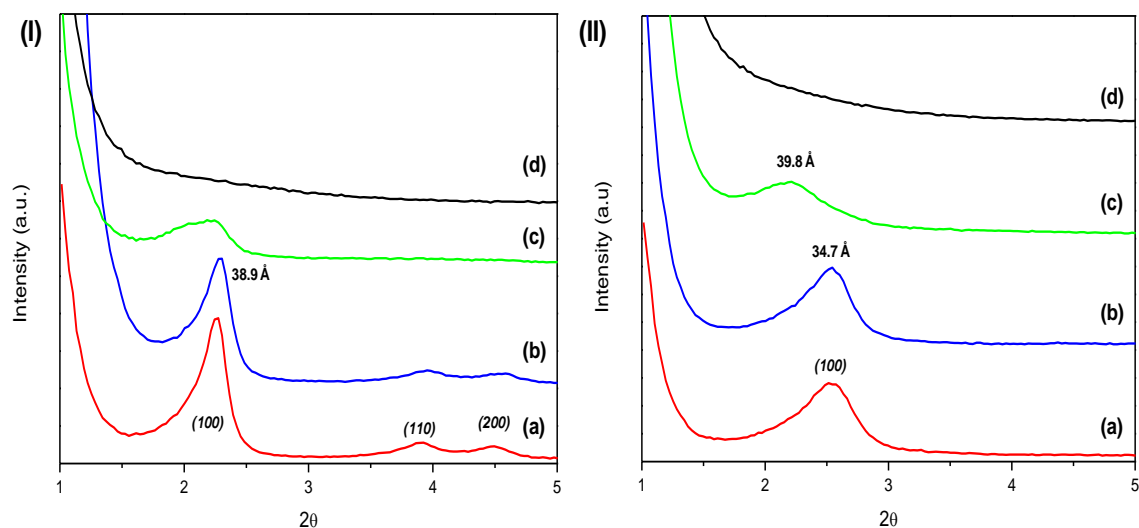 (I)
Intensity (a.u.)
(d)
(c)
38.9 Å
(b)
(100)
(110)
(200)
(a)
1
2
3
4
5
2θ
(II)
Intensity (a.u)
(d)
39.8 Å
(c)
34.7 Å
(b)
(100)
(a)
1
2
3
4
5
2θ